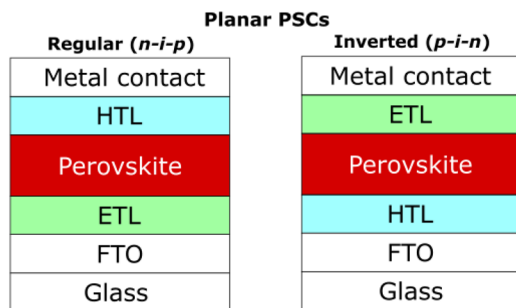 Planar PSCs
Regular (n-i-p)
Metal contact
HTL
Perovskite
ETL
FTO
Glass
Inverted (p-i-n)
Metal contact
ETL
Perovskite
HTL
FTO
Glass